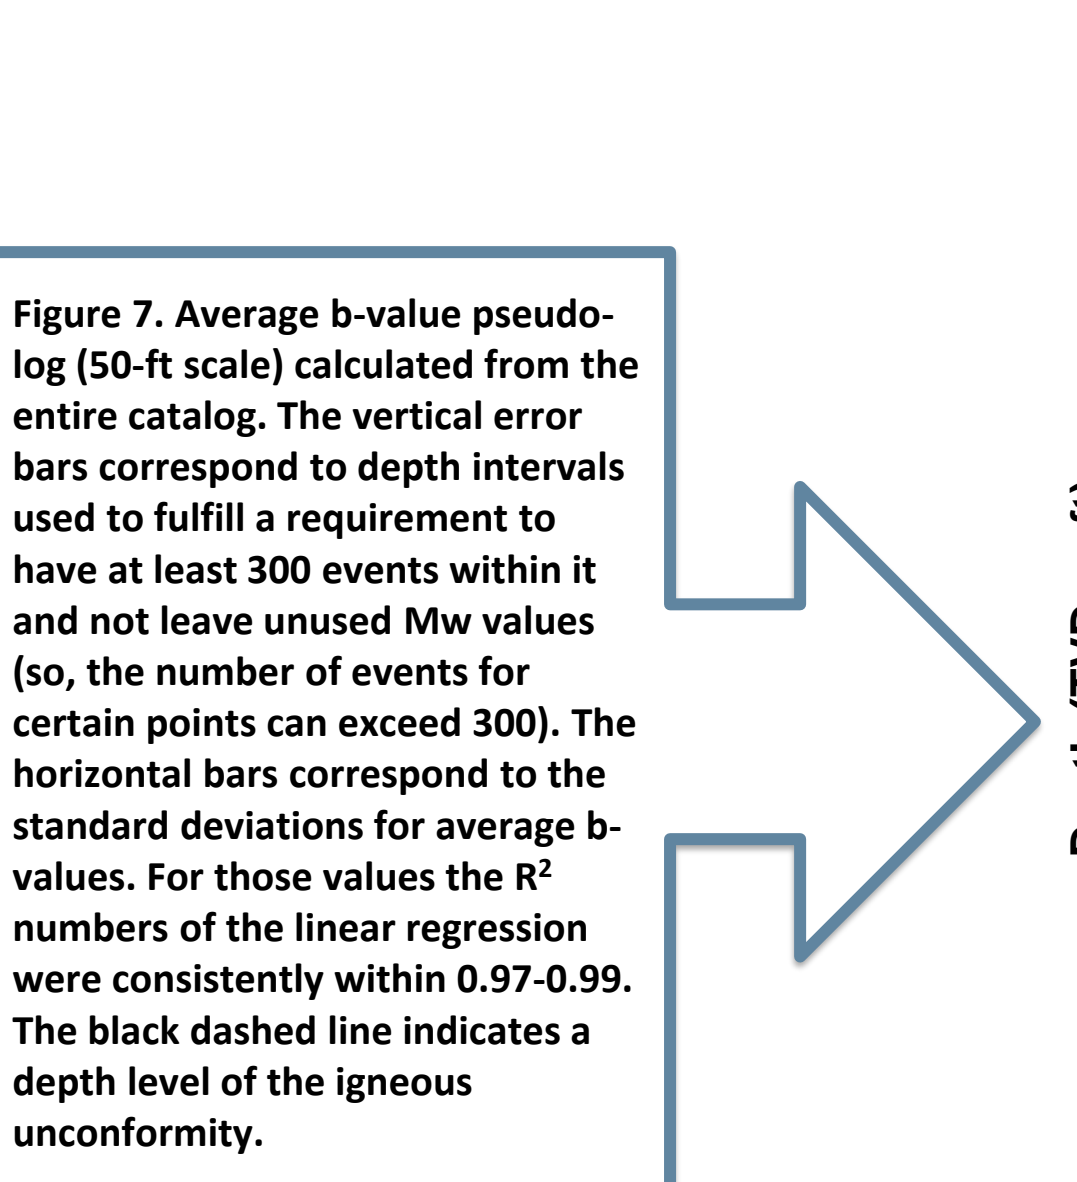 Figure 7. Average b-value pseudo-
log (50-ft scale) calculated from the
entire catalog. The vertical error
bars correspond to depth intervals
used to fulfill a requirement to
have at least 300 events within it
and not leave unused Mw values
(so, the number of events for
certain points can exceed 300). The
horizontal bars correspond to the
standard deviations for average b-
values. For those values the R²
numbers of the linear regression
were consistently within 0.97-0.99.
The black dashed line indicates a
depth level of the igneous
unconformity.